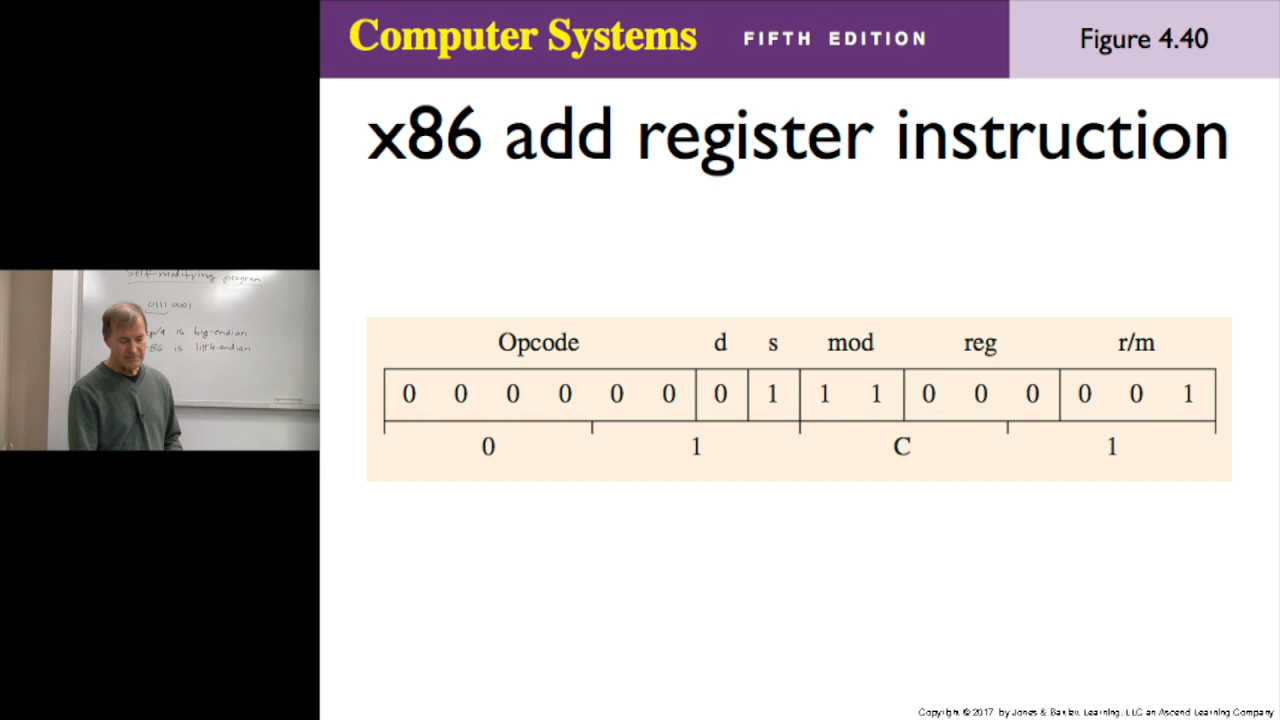 Computer Systems FIFTH EDITION Figure 4.40
x86 add register instruction
Opcode d s mod reg r/m
0 0 0 0 0 0 0 1 1 1 0 0 0 0 0 1
0 1 C 1
Self-modifying program
0111 0001
is big-endian
is little-endian
Copyright © 2017 by Jones & Bartlett Learning, LLC an Ascend Learning Company